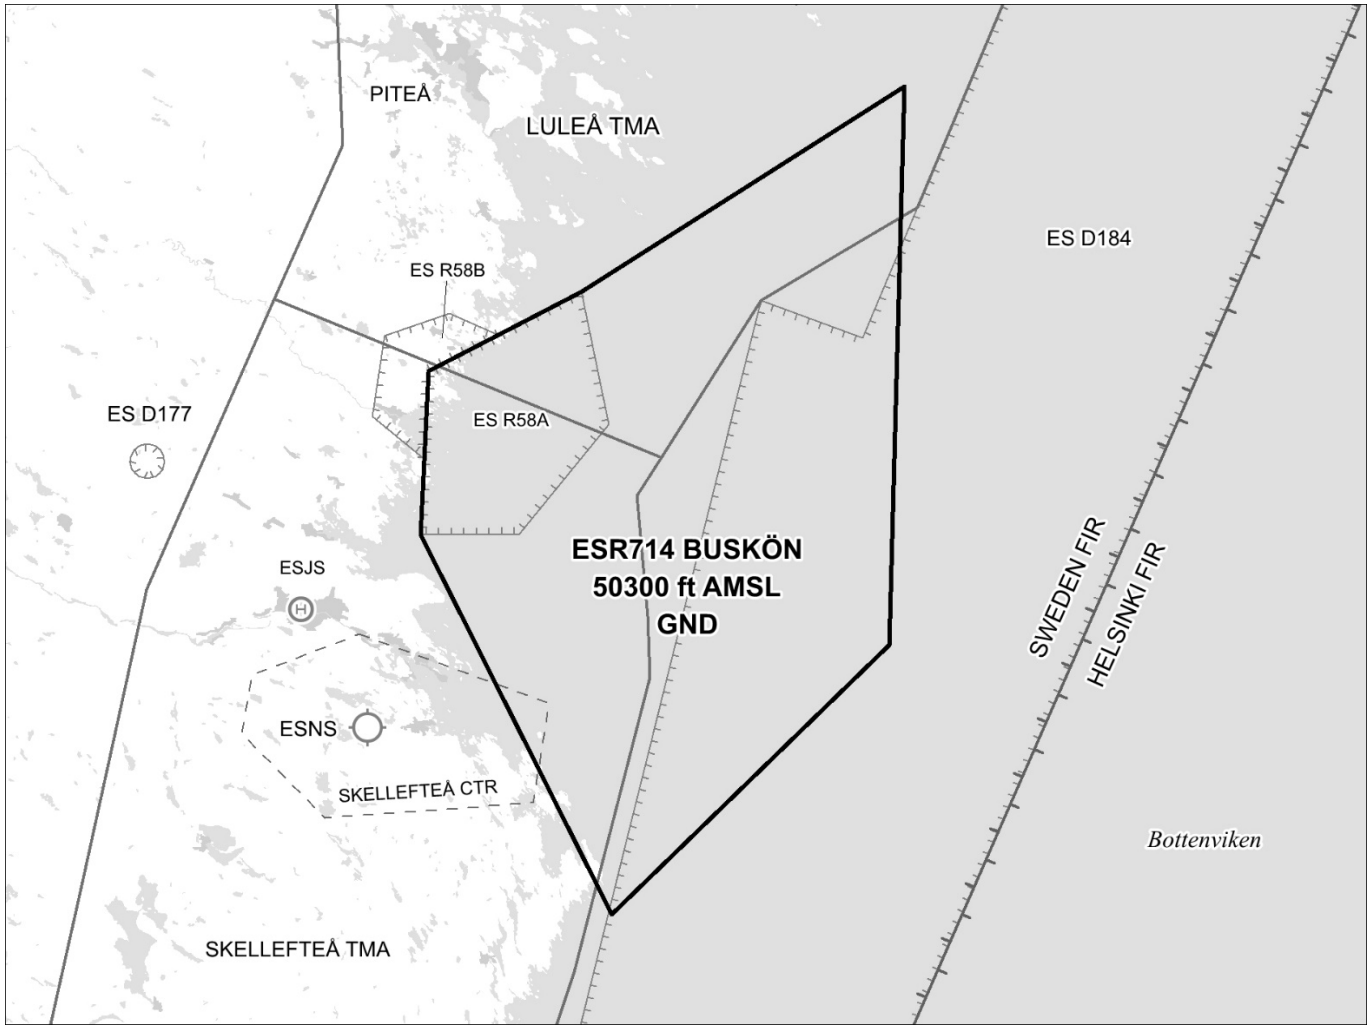 PITEÅ
LULEÅ TMA
ES D184
ES R58B
ES D177
ES R58A
ESR714 BUSKÖN
50300 ft AMSL
GND
SWEDEN FIR
HELSINKI FIR
ESJS
H
ESNS
SKELLEFTEÅ CTR
Bottenviken
SKELLEFTEÅ TMA